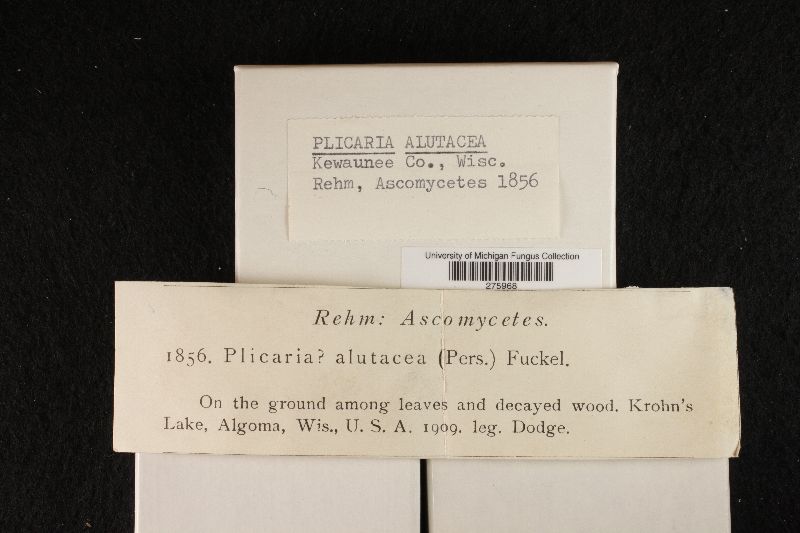 PLICARIA ALUTACEA
Kewaunee Co., Wisc.
Rehm, Ascomycetes 1856
University of Michigan Fungus Collection
275968
Rehm: Ascomycetes.
1856. Plicaria? alutacea (Pers.) Fuckel.
On the ground among leaves and decayed wood. Krohn's
Lake, Algoma, Wis., U. S. A. 1909. leg. Dodge.